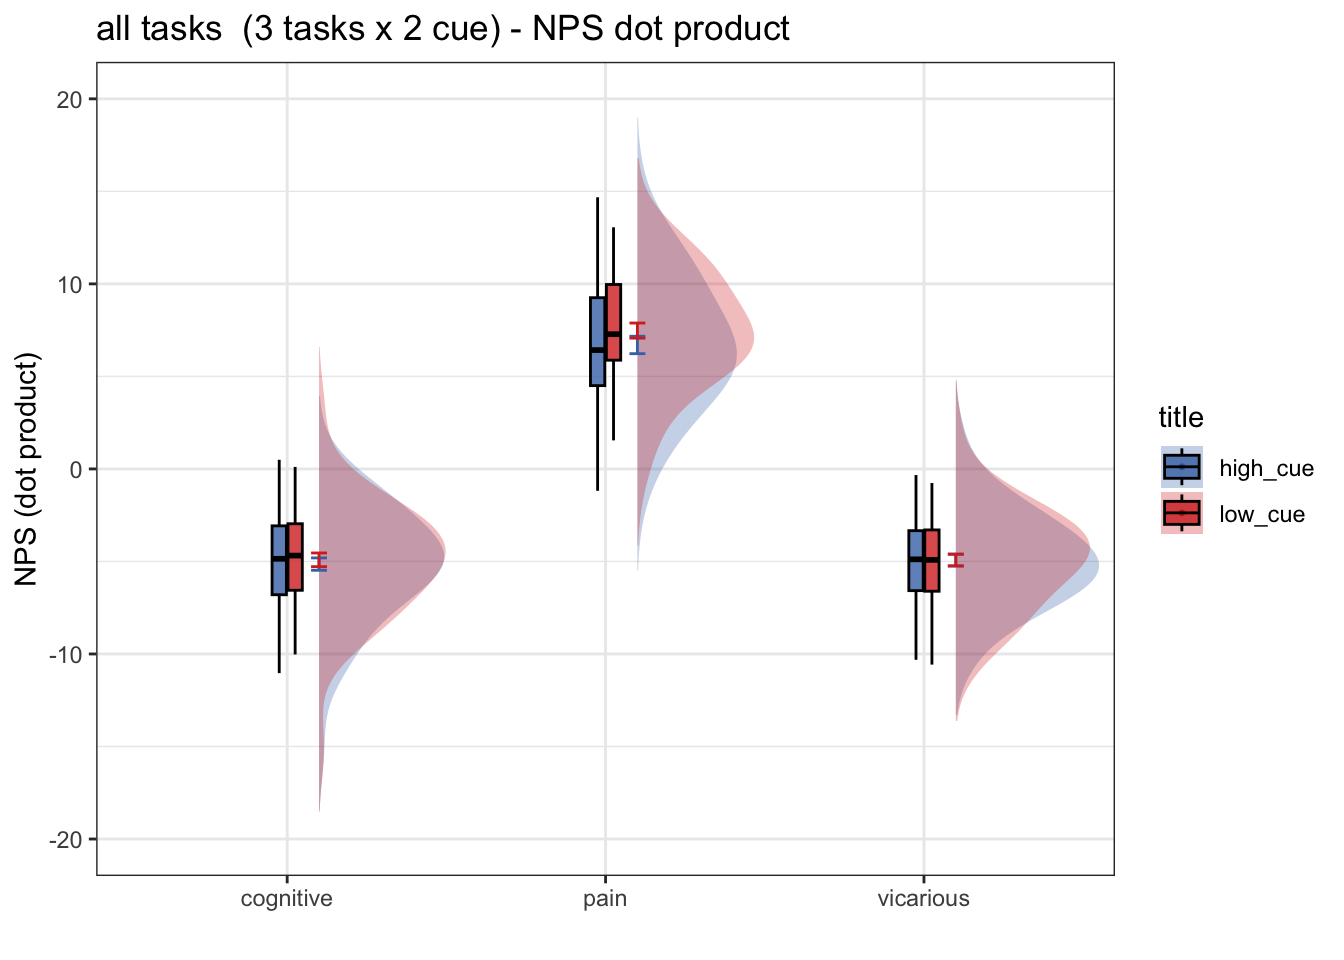 all tasks  (3 tasks x 2 cue) - NPS dot product
20
10
0
-10
-20
NPS (dot product)
cognitive
pain
vicarious
title
high_cue
low_cue